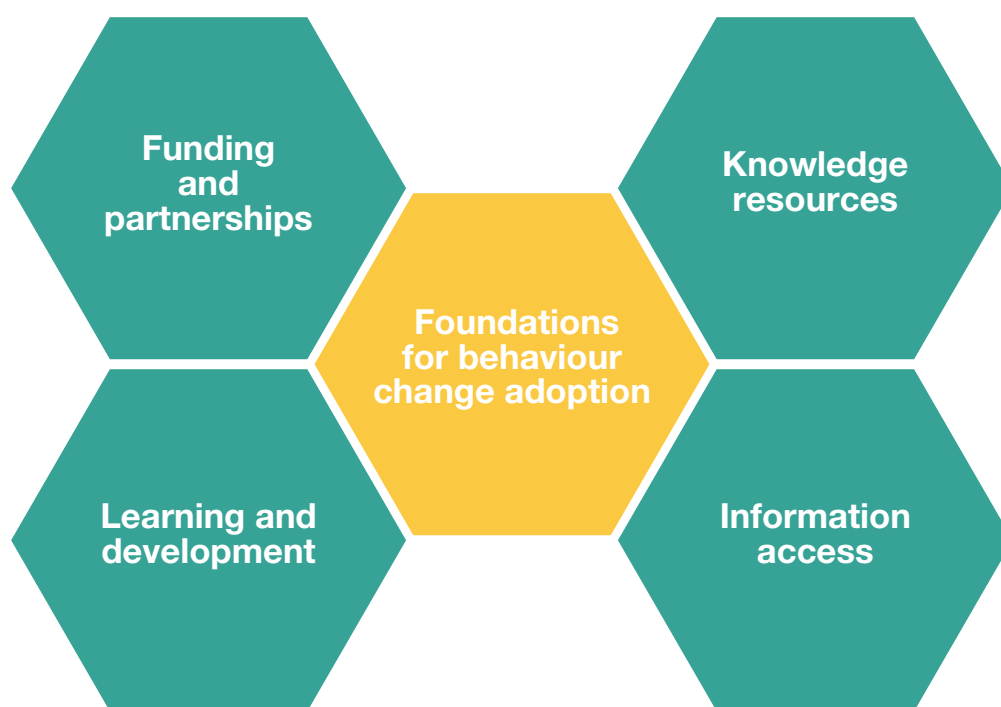 Funding
and
partnerships
Knowledge
resources
Foundations
for behaviour
change adoption
Learning and
development
Information
access